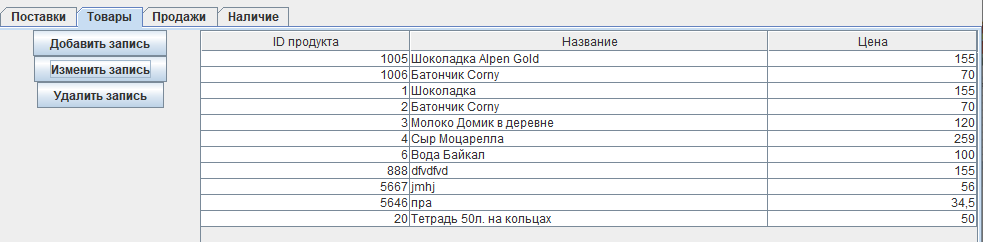 Поставки Товары Продажи Наличие
Добавить запись
Изменить запись
Удалить запись
ID продукта Название Цена
1005 Шоколадка Alpen Gold 155
1006 Батончик Corny 70
1 Шоколадка 155
2 Батончик Corny 70
3 Молоко Домик в деревне 120
4 Сыр Моцарелла 259
6 Вода Байкал 100
888 dfvdfvd 155
5667 jmhj 56
5646 пра 34,5
20 Тетрадь 50л. на кольцах 50